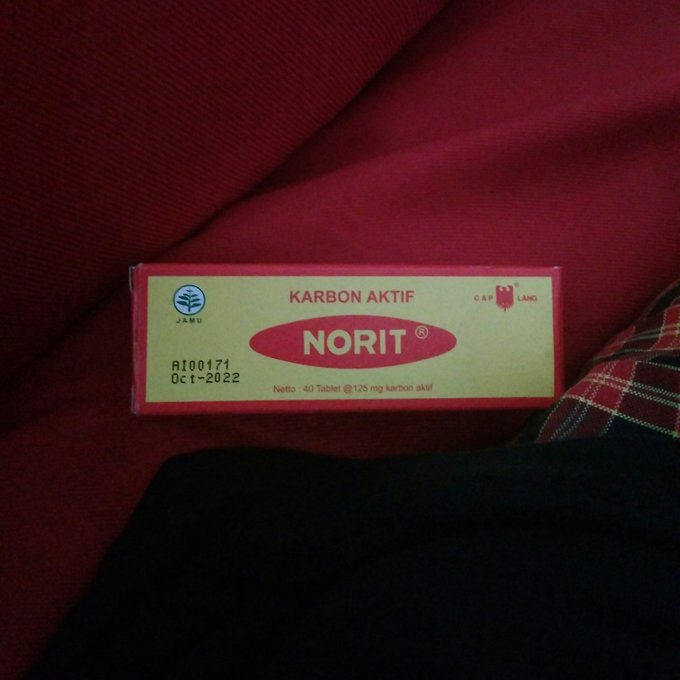 KARBON AKTIF
CAP LANG
JAMU
NORIT®
AI00171
Oct-2022
Netto : 40 Tablet @125 mg karbon aktif